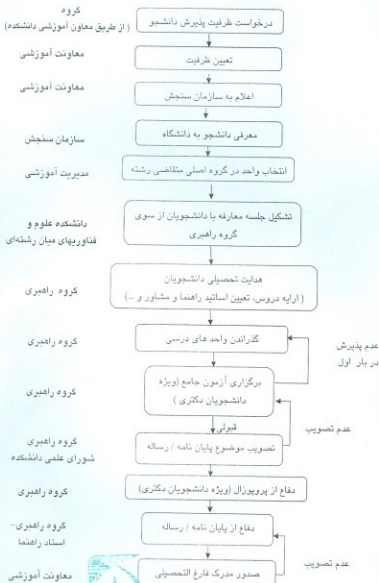 گروه
( از طریق معاون آموزشی دانشکده)
درخواست ظرفیت پذیرش دانشجو
معاونت آموزشی
تعیین ظرفیت
معاونت آموزشی
اعلام به سازمان سنجش
سازمان سنجش
معرفی دانشجو به دانشگاه
مدیریت آموزشی
انتخاب واحد در گروه اصلی متقاضی رشته
دانشکده علوم و
فناوریهای میان رشته‌ای
تشکیل جلسه معارفه با دانشجویان از سوی
گروه راهبری
گروه راهبری
هدایت تحصیلی دانشجویان
( ارایه دروس، تعیین اساتید راهنما و مشاور و ...)
گروه راهبری
گذراندن واحد های درسی
عدم پذیرش
در بار اول
گروه راهبری
برگزاری آزمون جامع (ویژه
دانشجویان دکتری )
قبولی
عدم تصویب
گروه راهبری
شورای علمی دانشکده
تصویب موضوع پایان نامه / رساله
گروه راهبری
دفاع از پروپوزال (ویژه دانشجویان دکتری)
گروه راهبری-
استاد راهنما
دفاع از پایان نامه / رساله
عدم تصویب
معاونت آموزشی
صدور مدرک فارغ التحصیلی